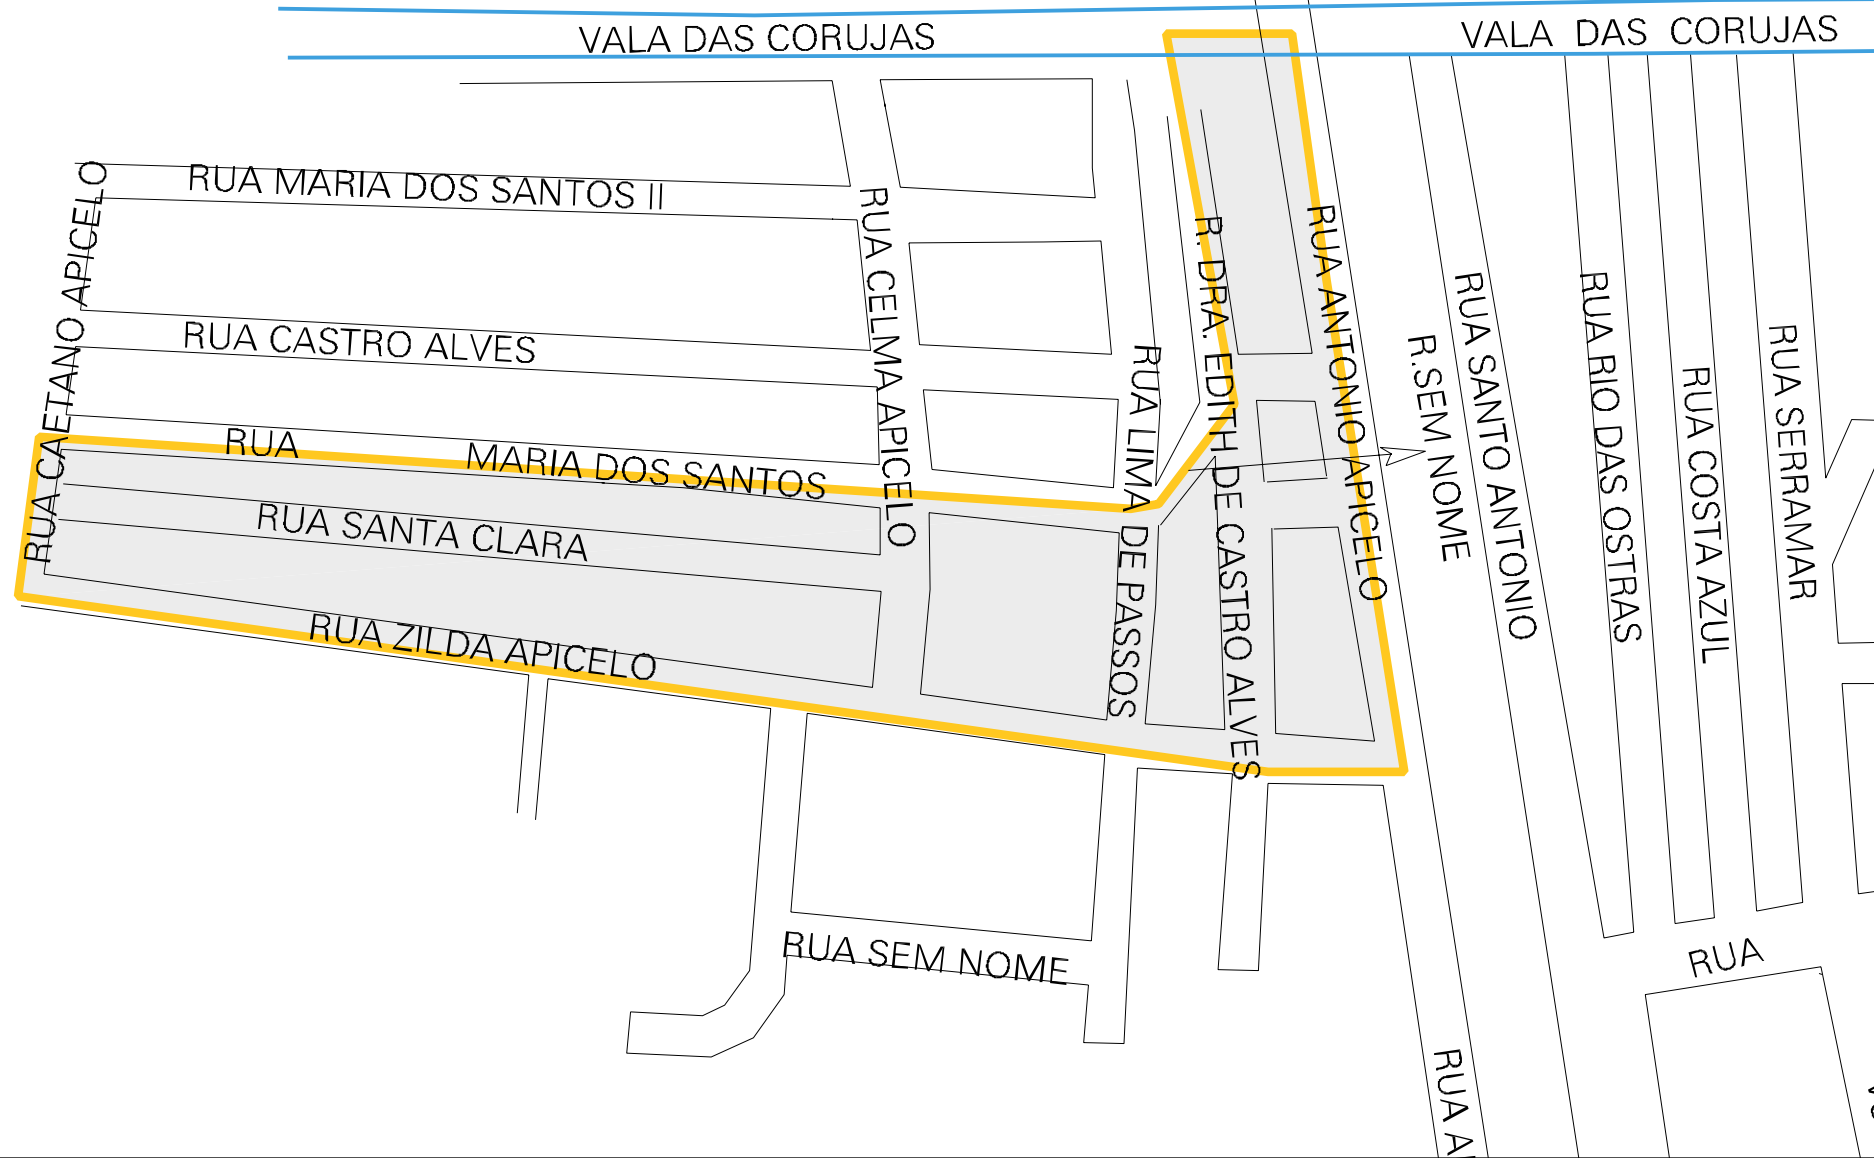 VALA DAS CORUJAS
VALA DAS CORUJAS
RUA MARIA DOS SANTOS II
RUA CAETANO APICELO
RUA CELMA APICELO
RUA CASTRO ALVES
RUA MARIA DOS SANTOS
RUA SANTA CLARA
RUA ZILDA APICELO
RUA LIMA DE PASSOS
R. DRA. EDITH DE CASTRO ALVES
RUA ANTONIO APICELO
R.SEM NOME
RUA SANTO ANTONIO
RUA RIO DAS OSTRAS
RUA COSTA AZUL
RUA SERRAMAR
RUA SEM NOME
RUA
RUA